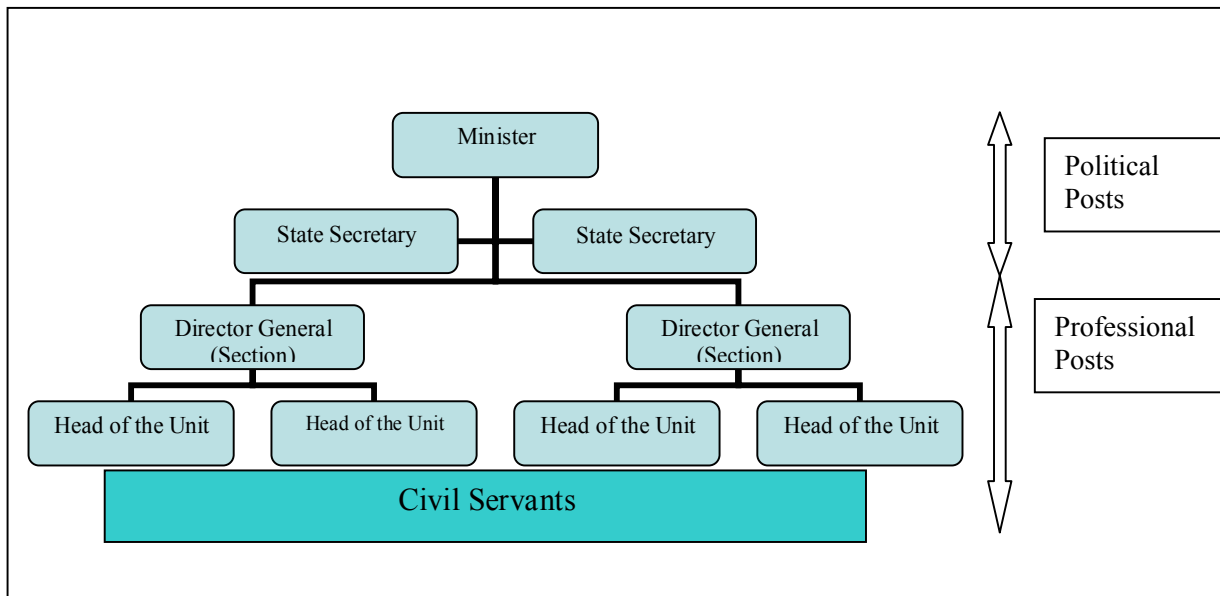 Minister
State Secretary
State Secretary
Director General
(Section)
Director General
(Section)
Head of the Unit
Head of the Unit
Head of the Unit
Head of the Unit
Civil Servants
Political
Posts
Professional
Posts